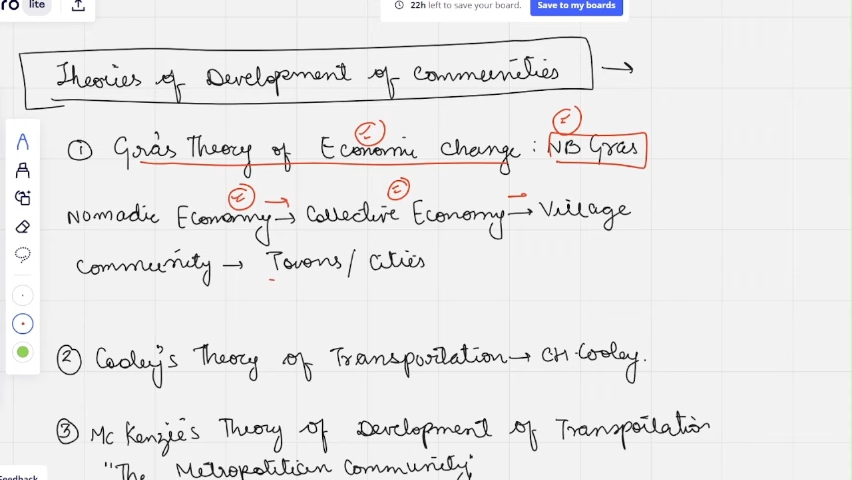 ro lite
22h left to save your board. Save to my boards
Theories of Development of Communities →
① Gras Theory of Economic change : NB Gras
Nomadic Economy → Collective Economy → Village
Community → Towns / Cities
② Cooley's Theory of Transportation → CH. Cooley.
③ Mc Kenzie's Theory of Development of Transportation
"The Metropolitican Community"